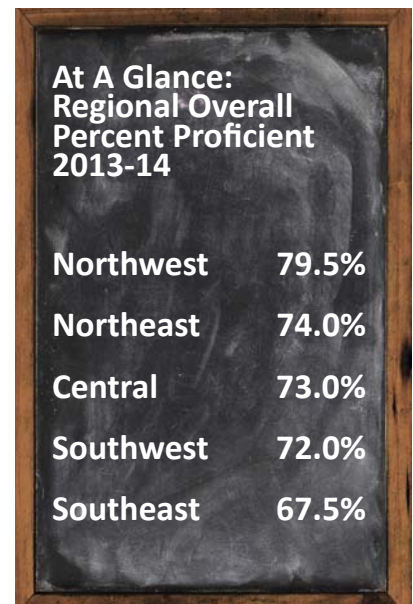 At A Glance:
Regional Overall
Percent Proficient
2013-14
Northwest 79.5%
Northeast 74.0%
Central 73.0%
Southwest 72.0%
Southeast 67.5%